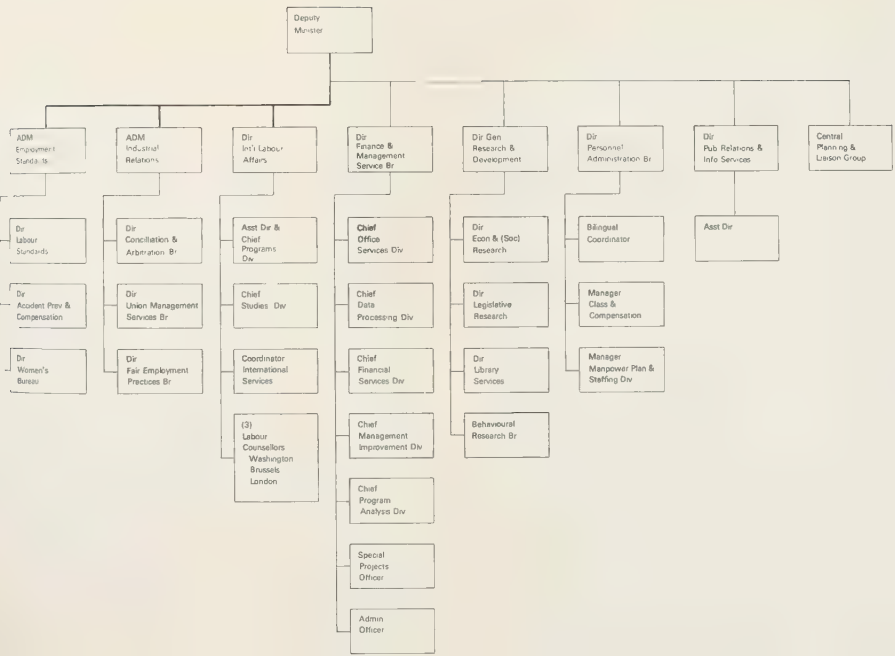 Deputy
Minister
ADM
Employment
Standards
ADM
Industrial
Relations
Dir
Int'l Labour
Affairs
Dir
Finance &
Management
Service Br
Dir Gen
Research &
Development
Dir
Personnel
Administration Br
Dir
Pub Relations &
Info Services
Central
Planning &
Liaison Group
Dir
Labour
Standards
Dir
Accident Prev &
Compensation
Dir
Women's
Bureau
Dir
Conciliation &
Arbitration Br
Dir
Union Management
Services Br
Dir
Fair Employment
Practices Br
Asst Dir &
Chief
Programs
Div
Chief
Studies Div
Coordinator
International
Services
(3)
Labour
Counsellors
Washington
Brussels
London
Chief
Office
Services Div
Chief
Data
Processing Div
Chief
Financial
Services Div
Chief
Management
Improvement Div
Chief
Program
Analysis Div
Special
Projects
Officer
Admin
Officer
Dir
Econ & (Soc)
Research
Dir
Legislative
Research
Dir
Library
Services
Behavioural
Research Br
Bilingual
Coordinator
Manager
Class &
Compensation
Manager
Manpower Plan &
Staffing Div
Asst Dir